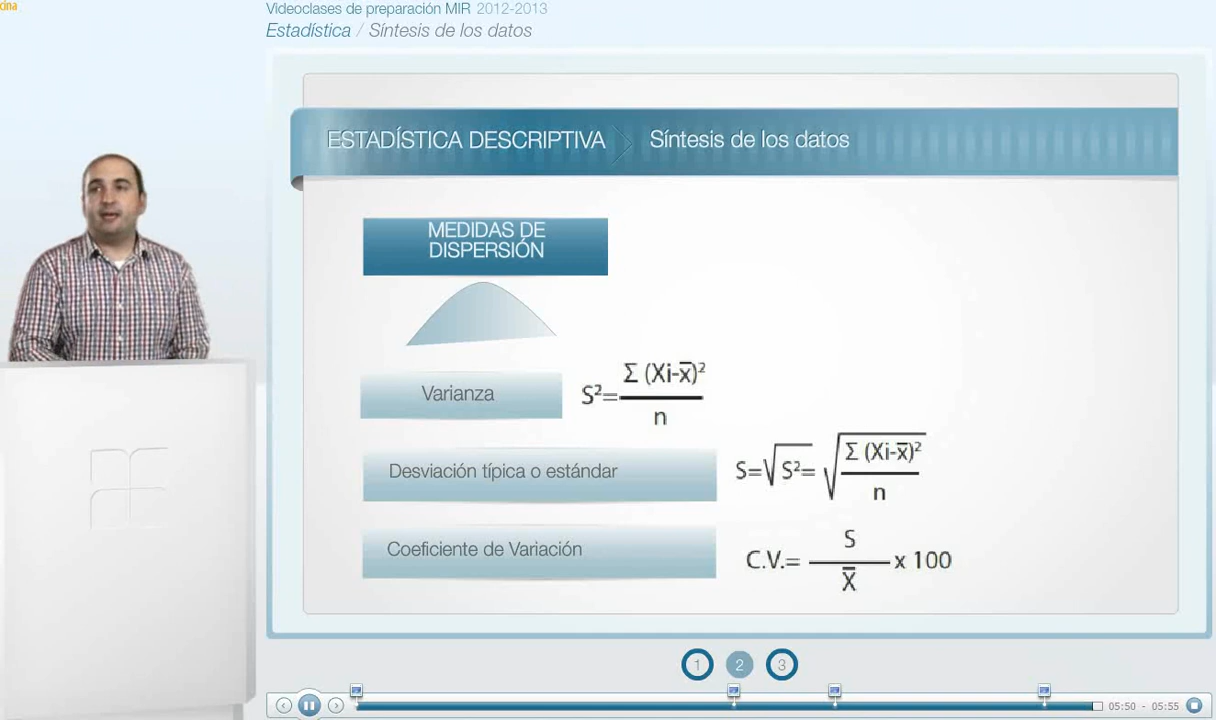 cina
Videoclases de preparación MIR 2012-2013
Estadística / Síntesis de los datos
ESTADÍSTICA DESCRIPTIVA Síntesis de los datos
MEDIDAS DE
DISPERSIÓN
Varianza
S²= Σ (Xi-x̅)² / n
Desviación típica o estándar
S=√S²= √Σ (Xi-x̅)² / n
Coeficiente de Variación
C.V.= S / X̅ x 100
1 2 3
05:50 - 05:55